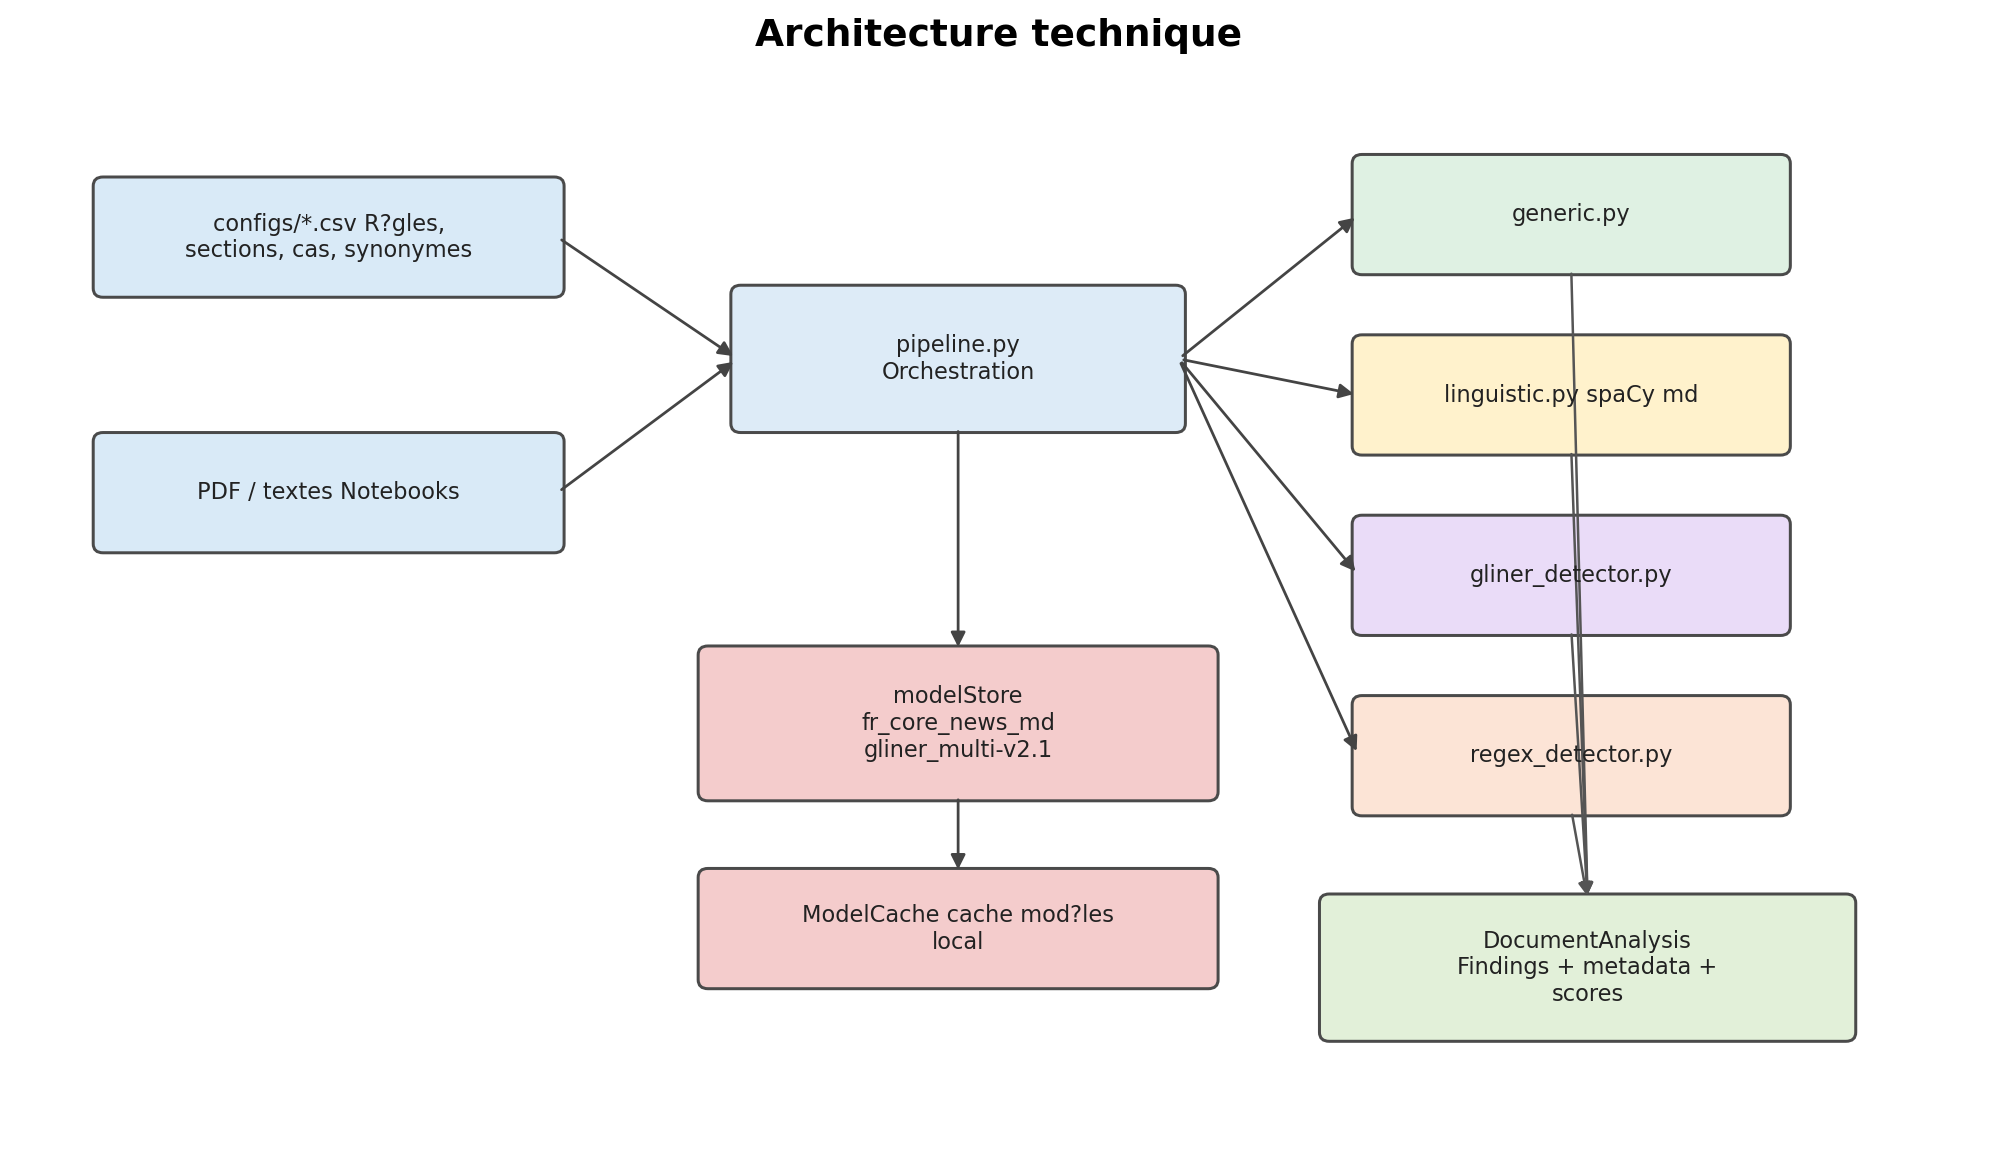 Architecture technique
configs/*.csv R?gles,
sections, cas, synonymes
PDF / textes Notebooks
pipeline.py
Orchestration
modelStore
fr_core_news_md
gliner_multi-v2.1
ModelCache cache mod?les
local
generic.py
linguistic.py spaCy md
gliner_detector.py
regex_detector.py
DocumentAnalysis
Findings + metadata +
scores